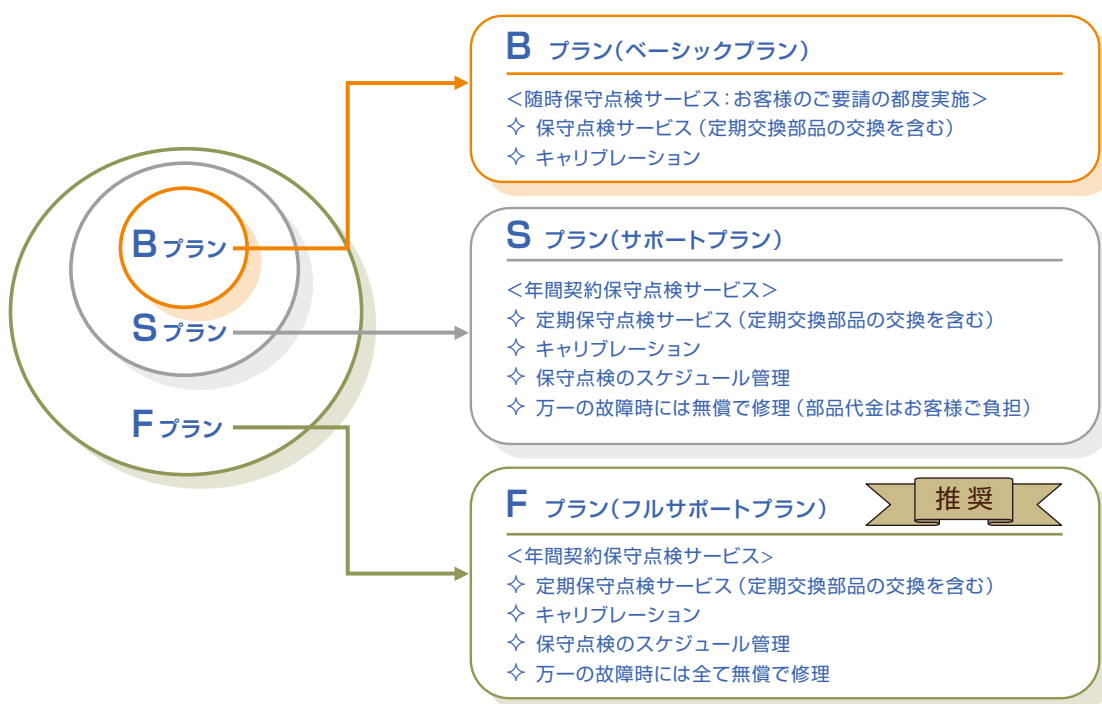 B プラン(ベーシックプラン)
<随時保守点検サービス:お客様のご要請の都度実施>
✧ 保守点検サービス(定期交換部品の交換を含む)
✧ キャリブレーション
Bプラン
Sプラン
Fプラン
S プラン(サポートプラン)
<年間契約保守点検サービス>
✧ 定期保守点検サービス(定期交換部品の交換を含む)
✧ キャリブレーション
✧ 保守点検のスケジュール管理
✧ 万一の故障時には無償で修理(部品代金はお客様ご負担)
F プラン(フルサポートプラン)
推奨
<年間契約保守点検サービス>
✧ 定期保守点検サービス(定期交換部品の交換を含む)
✧ キャリブレーション
✧ 保守点検のスケジュール管理
✧ 万一の故障時には全て無償で修理